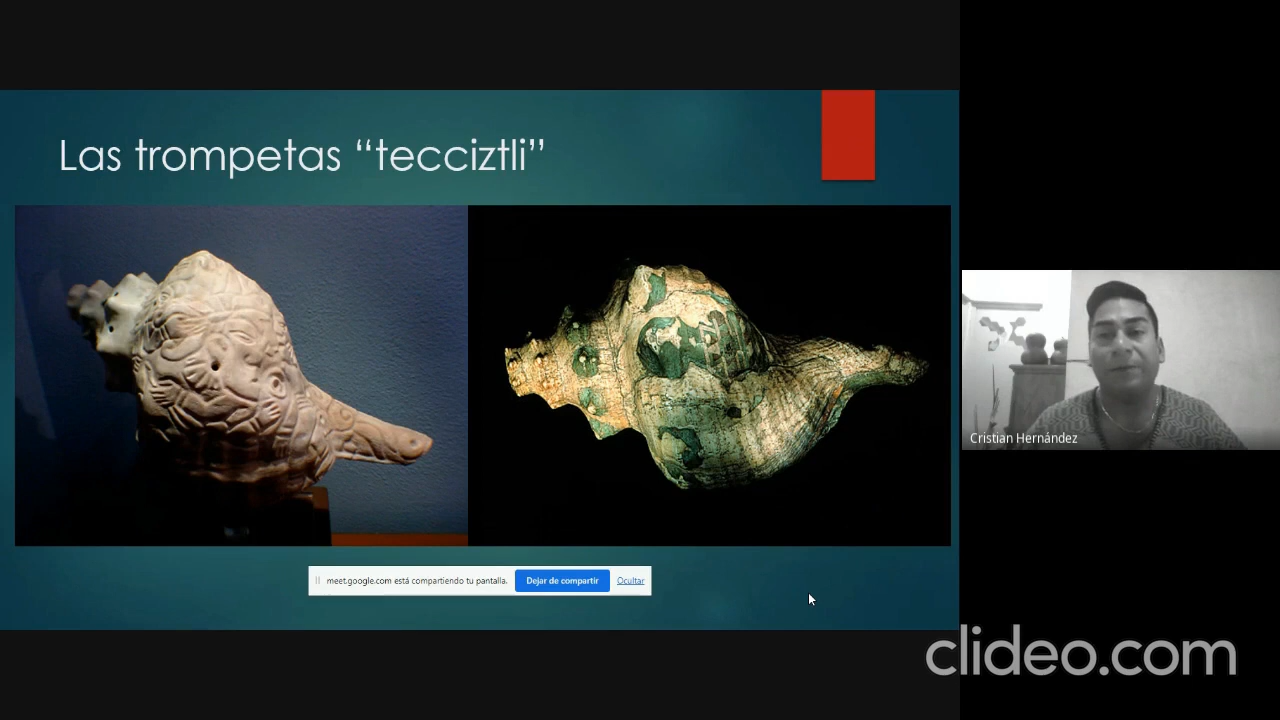 Las trompetas “tecciztli”
Cristian Hernández
meet.google.com está compartiendo tu pantalla. Dejar de compartir Ocultar
clideo.com